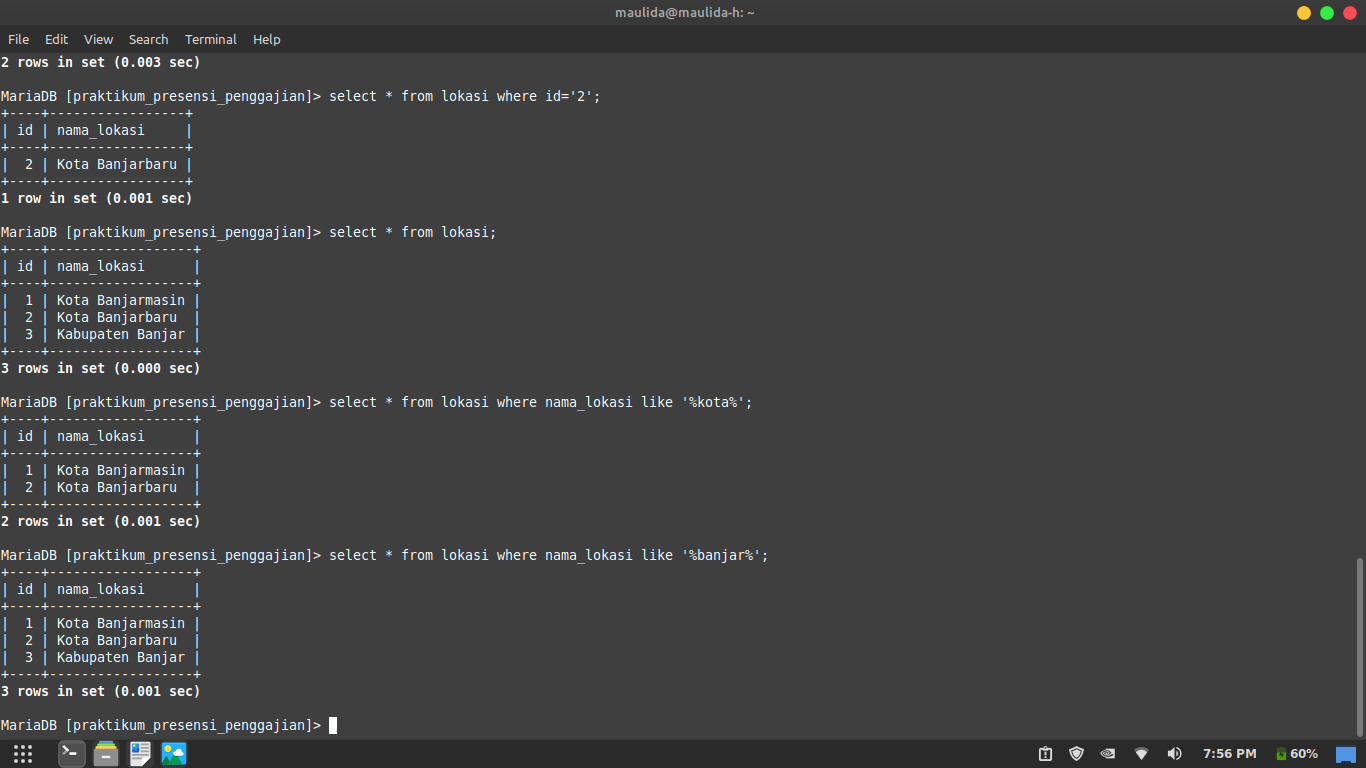 maulida@maulida-h: ~
File Edit View Search Terminal Help
2 rows in set (0.003 sec)
MariaDB [praktikum_presensi_penggajian]> select * from lokasi where id='2';
+----+-----------------+
| id | nama_lokasi     |
+----+-----------------+
|  2 | Kota Banjarbaru |
+----+-----------------+
1 row in set (0.001 sec)
MariaDB [praktikum_presensi_penggajian]> select * from lokasi;
+----+------------------+
| id | nama_lokasi      |
+----+------------------+
|  1 | Kota Banjarmasin |
|  2 | Kota Banjarbaru  |
|  3 | Kabupaten Banjar |
+----+------------------+
3 rows in set (0.000 sec)
MariaDB [praktikum_presensi_penggajian]> select * from lokasi where nama_lokasi like '%kota%';
+----+------------------+
| id | nama_lokasi      |
+----+------------------+
|  1 | Kota Banjarmasin |
|  2 | Kota Banjarbaru  |
+----+------------------+
2 rows in set (0.001 sec)
MariaDB [praktikum_presensi_penggajian]> select * from lokasi where nama_lokasi like '%banjar%';
+----+------------------+
| id | nama_lokasi      |
+----+------------------+
|  1 | Kota Banjarmasin |
|  2 | Kota Banjarbaru  |
|  3 | Kabupaten Banjar |
+----+------------------+
3 rows in set (0.001 sec)
MariaDB [praktikum_presensi_penggajian]>
7:56 PM 60%